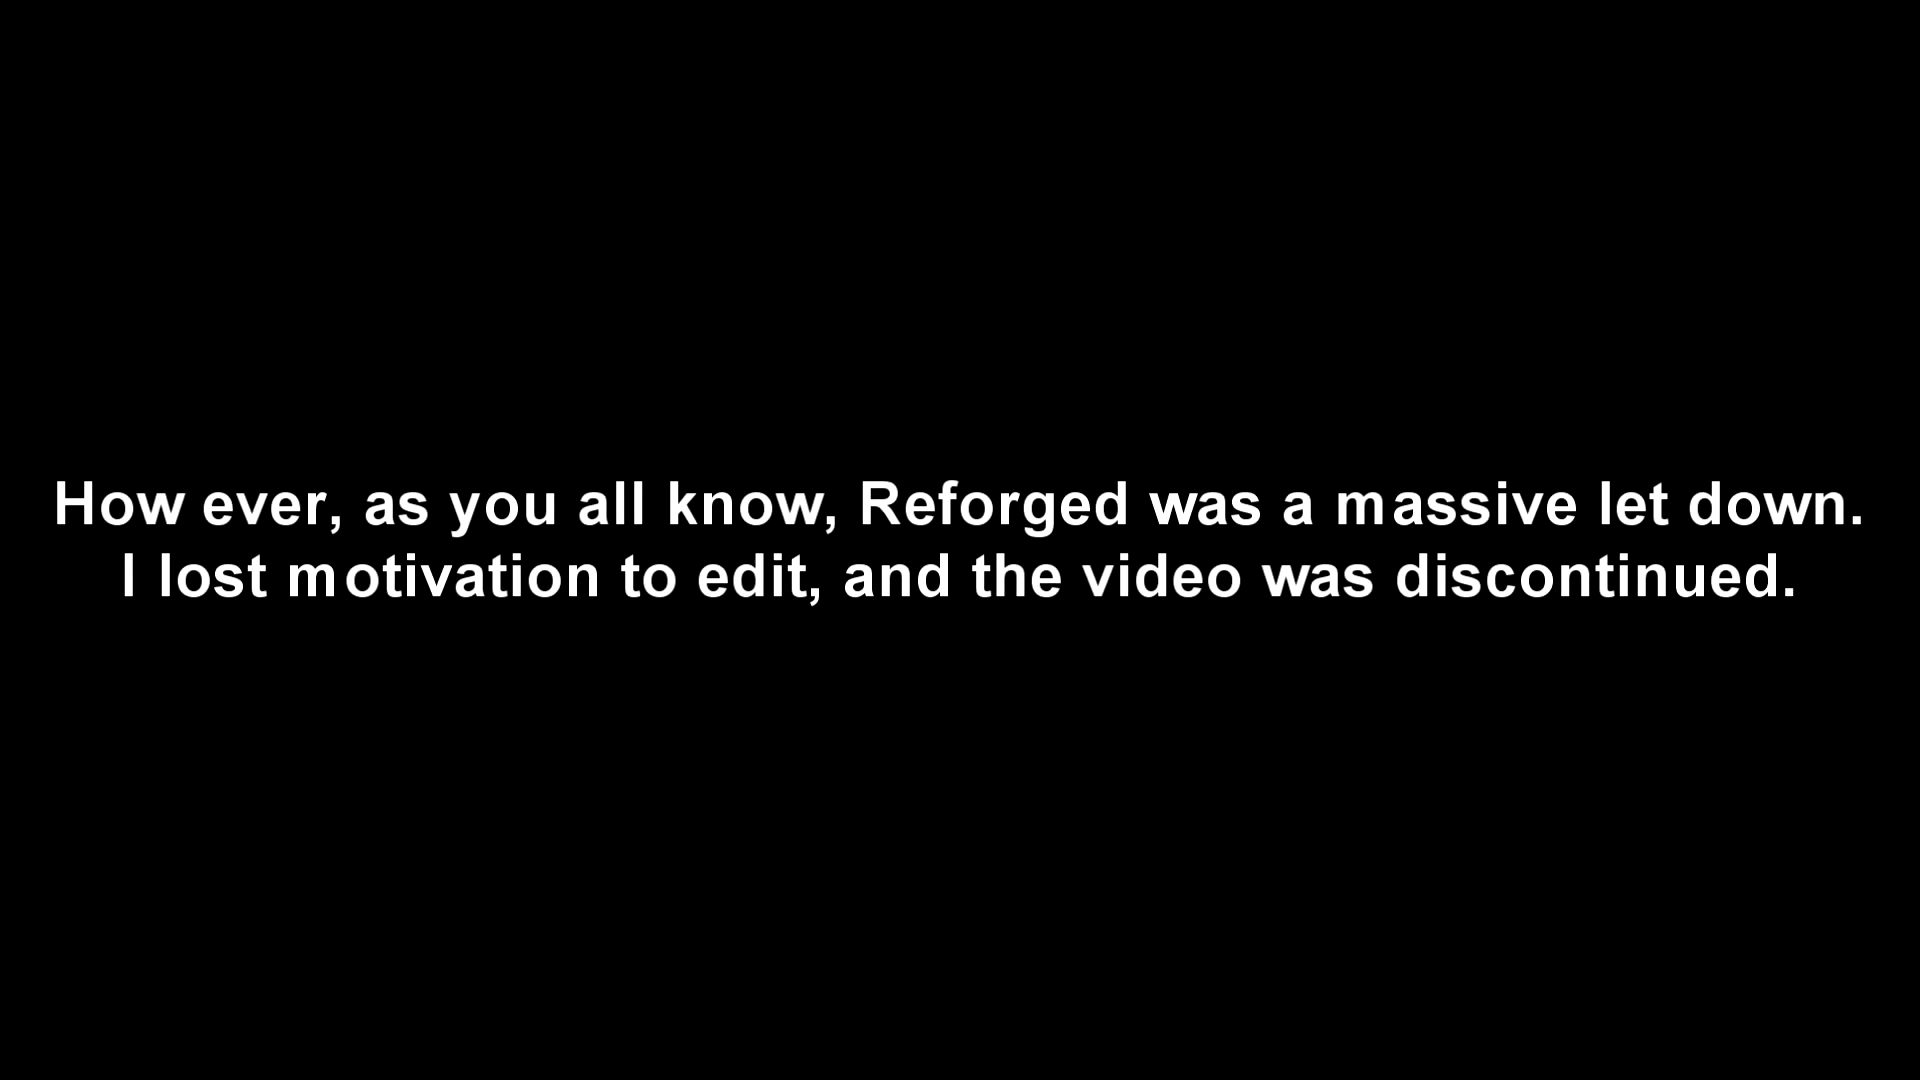 How ever, as you all know, Reforged was a massive let down.
I lost motivation to edit, and the video was discontinued.